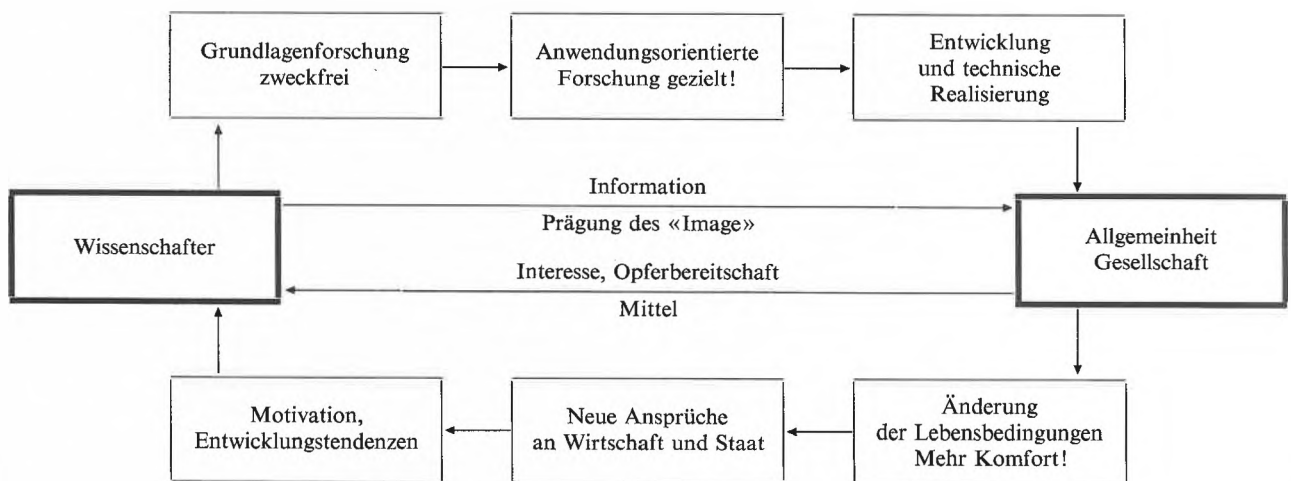 Grundlagenforschung
zweckfrei
Anwendungsorientierte
Forschung gezielt!
Entwicklung
und technische
Realisierung
Information
Prägung des «Image»
Wissenschafter
Allgemeinheit
Gesellschaft
Interesse, Opferbereitschaft
Mittel
Motivation,
Entwicklungstendenzen
Neue Ansprüche
an Wirtschaft und Staat
Änderung
der Lebensbedingungen
Mehr Komfort!